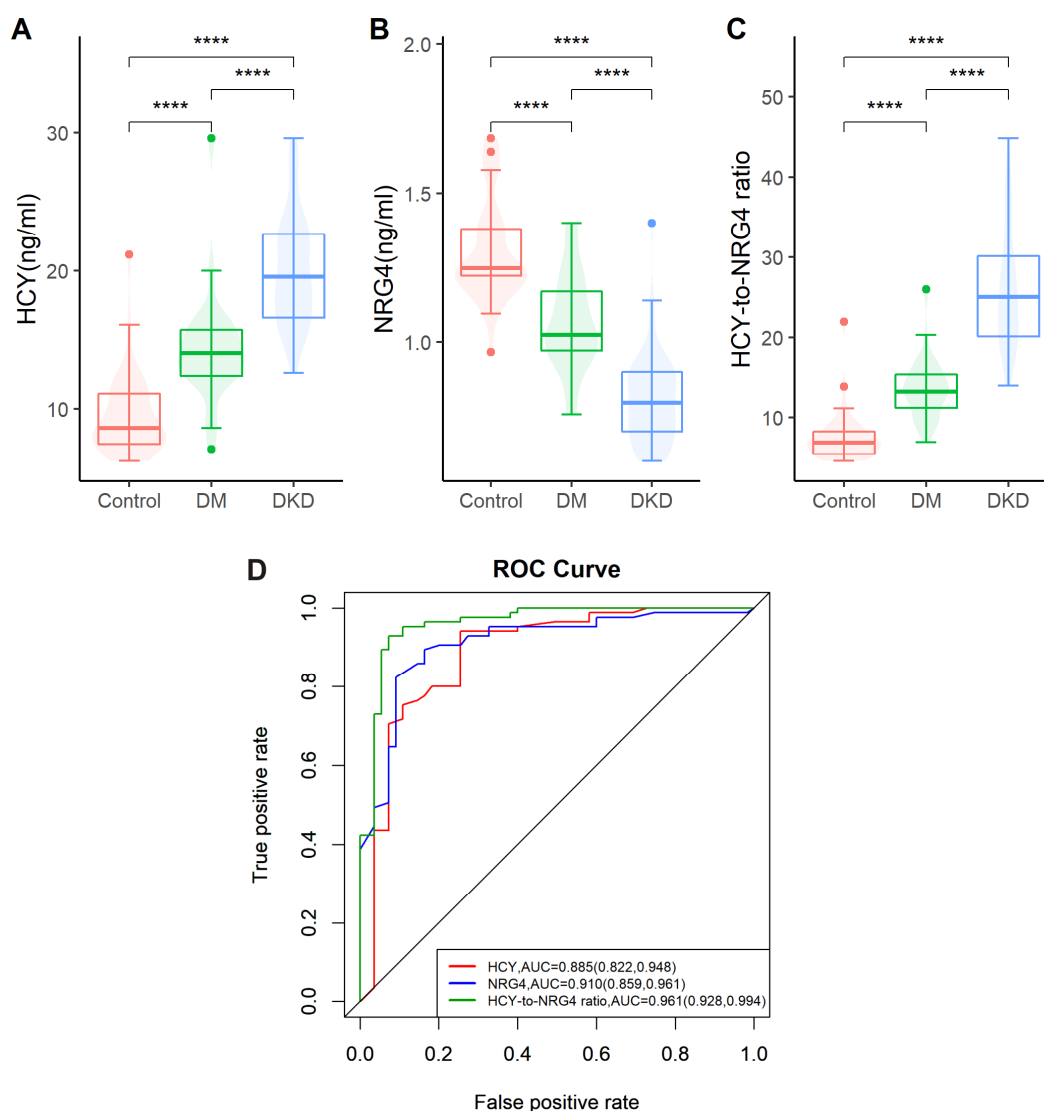 A
HCY(ng/ml)
30
20
10
****
****
****
Control DM DKD
B
NRG4(ng/ml)
2.0
1.5
1.0
****
****
****
Control DM DKD
C
HCY-to-NRG4 ratio
50
40
30
20
10
****
****
****
Control DM DKD
D
ROC Curve
True positive rate
1.0
0.8
0.6
0.4
0.2
0.0
HCY,AUC=0.885(0.822,0.948)
NRG4,AUC=0.910(0.859,0.961)
HCY-to-NRG4 ratio,AUC=0.961(0.928,0.994)
0.0 0.2 0.4 0.6 0.8 1.0
False positive rate